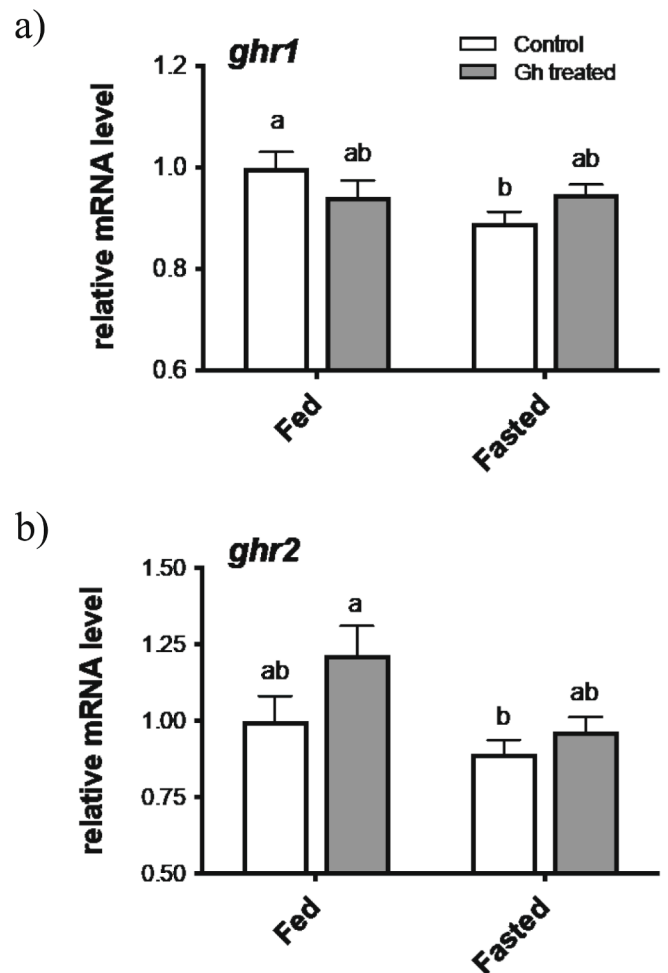 a)
ghr1
Control
Gh treated
relative mRNA level
1.2
1.0
0.8
0.6
a
ab
b
ab
Fed
Fasted
b)
ghr2
relative mRNA level
1.50
1.25
1.00
0.75
0.50
ab
a
b
ab
Fed
Fasted